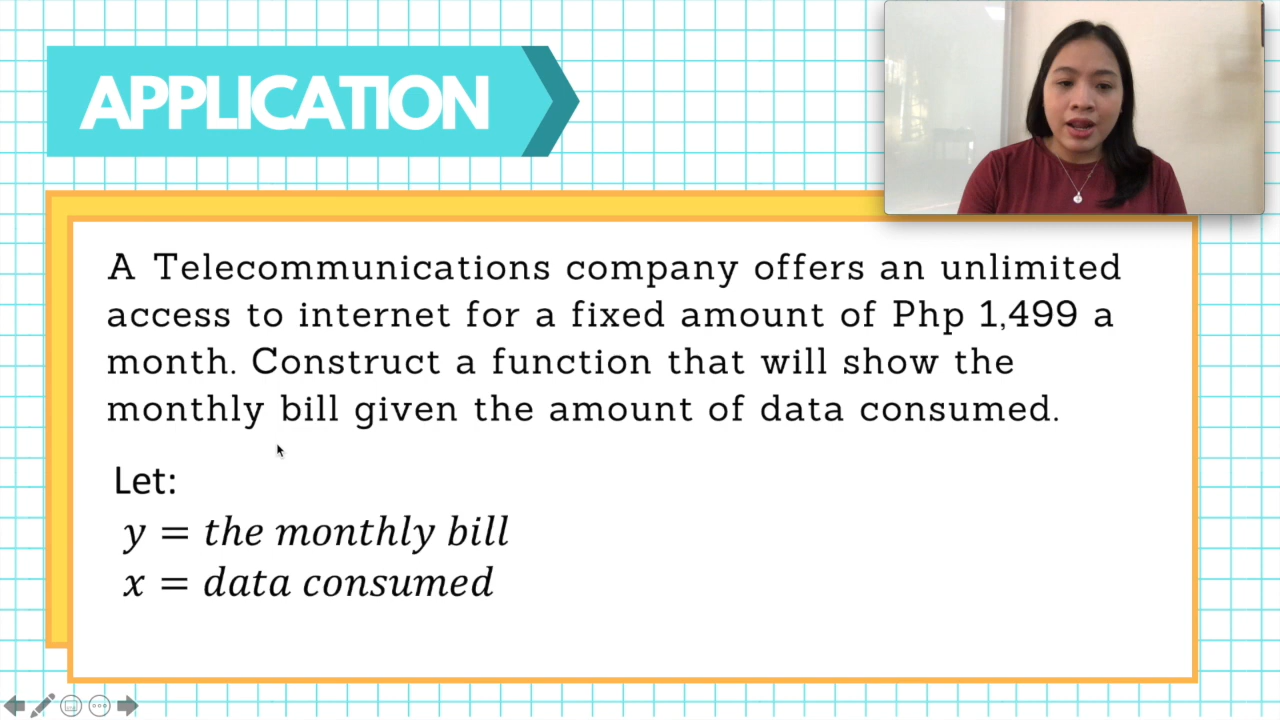 APPLICATION
A Telecommunications company offers an unlimited
access to internet for a fixed amount of Php 1,499 a
month. Construct a function that will show the
monthly bill given the amount of data consumed.
Let:
y = the monthly bill
x = data consumed